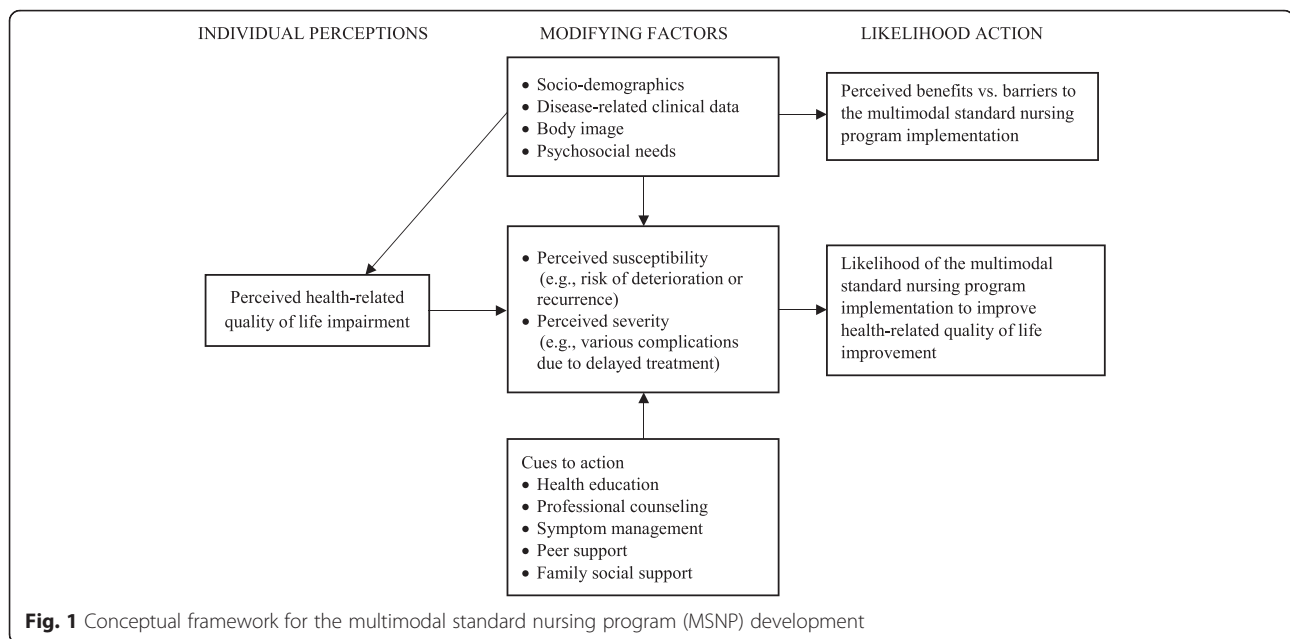 INDIVIDUAL PERCEPTIONS
MODIFYING FACTORS
LIKELIHOOD ACTION
• Socio-demographics
• Disease-related clinical data
• Body image
• Psychosocial needs
Perceived benefits vs. barriers to
the multimodal standard nursing
program implementation
Perceived health-related
quality of life impairment
• Perceived susceptibility
(e.g., risk of deterioration or
recurrence)
• Perceived severity
(e.g., various complications
due to delayed treatment)
Likelihood of the multimodal
standard nursing program
implementation to improve
health-related quality of life
improvement
Cues to action
• Health education
• Professional counseling
• Symptom management
• Peer support
• Family social support
Fig. 1 Conceptual framework for the multimodal standard nursing program (MSNP) development